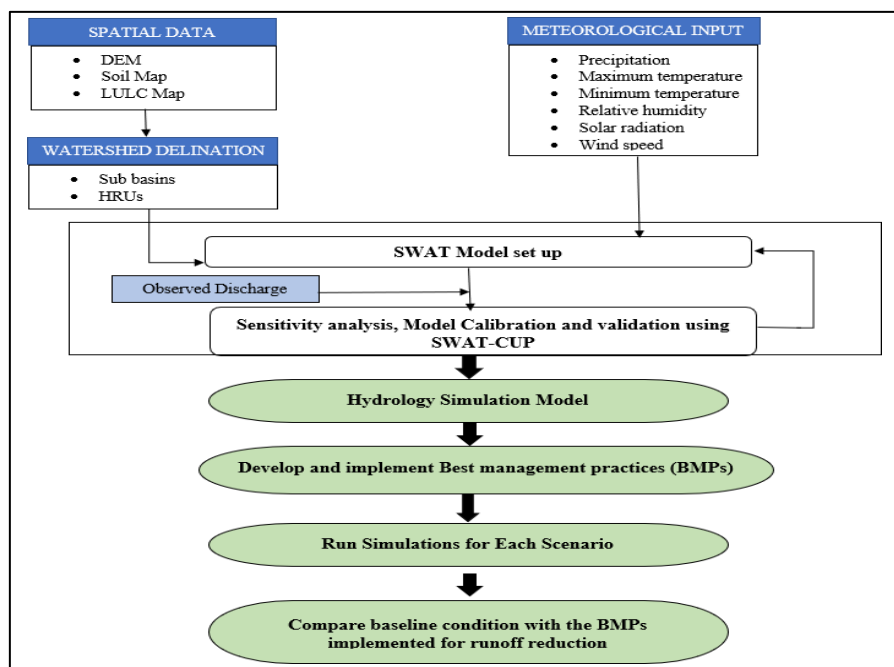 SPATIAL DATA
• DEM
• Soil Map
• LULC Map
METEOROLOGICAL INPUT
• Precipitation
• Maximum temperature
• Minimum temperature
• Relative humidity
• Solar radiation
• Wind speed
WATERSHED DELINATION
• Sub basins
• HRUs
SWAT Model set up
Observed Discharge
Sensitivity analysis, Model Calibration and validation using
SWAT-CUP
Hydrology Simulation Model
Develop and implement Best management practices (BMPs)
Run Simulations for Each Scenario
Compare baseline condition with the BMPs
implemented for runoff reduction